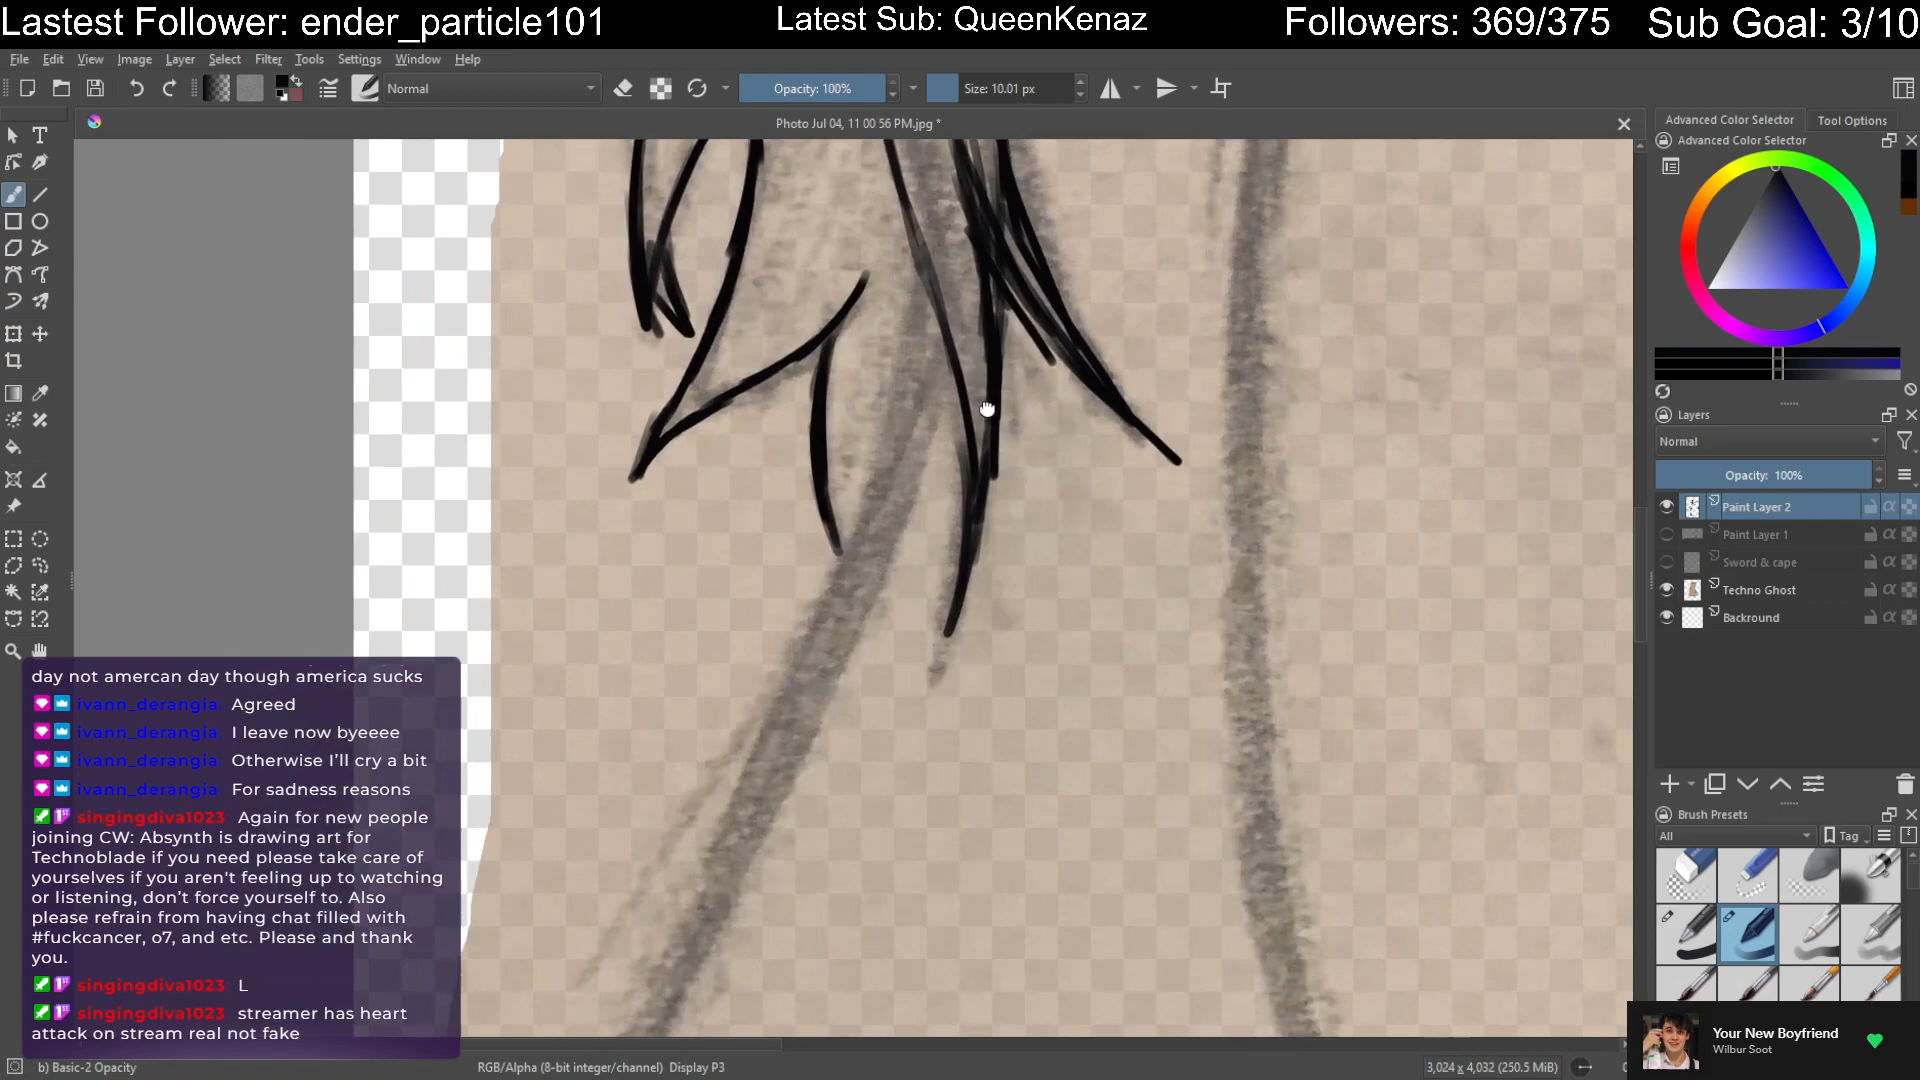 Lastest Follower: ender_particle101
Latest Sub: QueenKenaz
Followers: 369/375
Sub Goal: 3/10
File Edit View Image Layer Select Filter Tools Settings Window Help
Normal
Opacity: 100%
Size: 10.01 px
Photo Jul 04, 11 00 56 PM.jpg *
Advanced Color Selector
Tool Options
Advanced Color Selector
Layers
Normal
Opacity: 100%
Paint Layer 2
Paint Layer 1
Sword & cape
Techno Ghost
Backround
Brush Presets
All
Tag
day not amercan day though america sucks
ivann_derangia: Agreed
ivann_derangia: I leave now byeeee
ivann_derangia: Otherwise I'll cry a bit
ivann_derangia: For sadness reasons
singingdiva1023: Again for new people
joining CW: Absynth is drawing art for
Technoblade if you need please take care of
yourselves if you aren't feeling up to watching
or listening, don't force yourself to. Also
please refrain from having chat filled with
#fuckcancer, o7, and etc. Please and thank
you.
singingdiva1023: L
singingdiva1023: streamer has heart
attack on stream real not fake
Your New Boyfriend
Wilbur Soot
b) Basic-2 Opacity
RGB/Alpha (8-bit integer/channel) Display P3
3,024 x 4,032 (250.5 MiB)